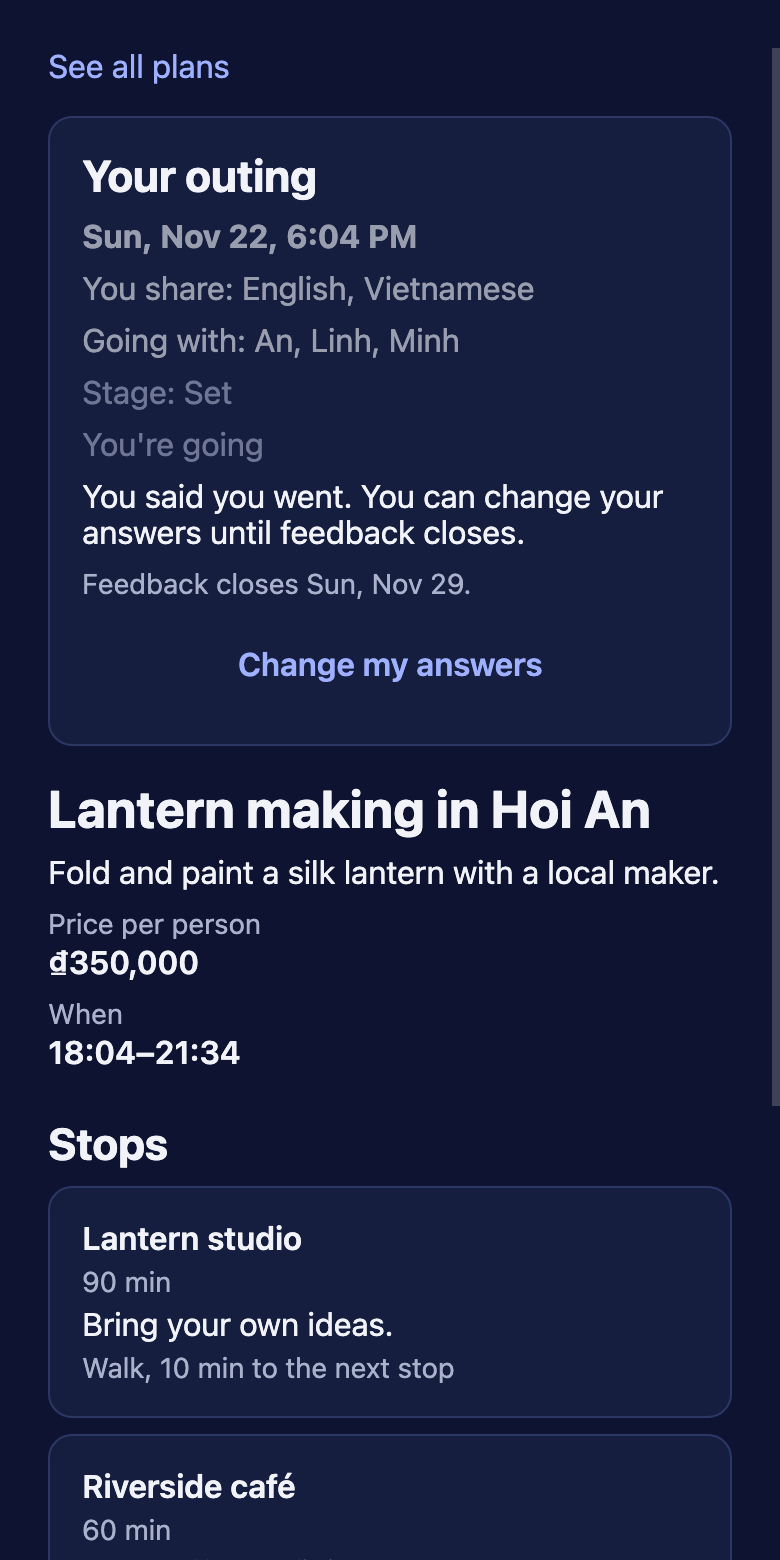 See all plans
Your outing
Sun, Nov 22, 6:04 PM
You share: English, Vietnamese
Going with: An, Linh, Minh
Stage: Set
You're going
You said you went. You can change your
answers until feedback closes.
Feedback closes Sun, Nov 29.
Change my answers
Lantern making in Hoi An
Fold and paint a silk lantern with a local maker.
Price per person
₫350,000
When
18:04–21:34
Stops
Lantern studio
90 min
Bring your own ideas.
Walk, 10 min to the next stop
Riverside café
60 min